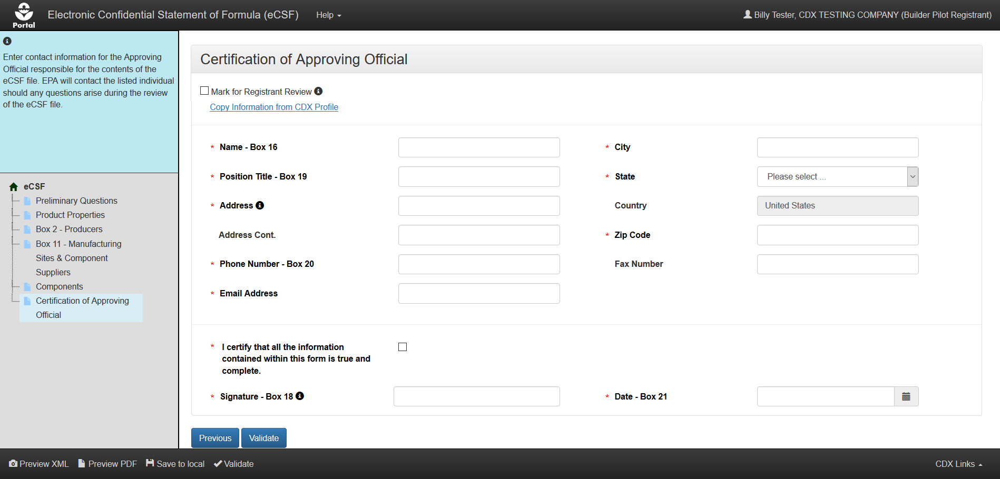 Portal
Electronic Confidential Statement of Formula (eCSF)
Help
Billy Tester, CDX TESTING COMPANY (Builder Pilot Registrant)
Enter contact information for the Approving
Official responsible for the contents of the
eCSF file. EPA will contact the listed individual
should any questions arise during the review
of the eCSF file.
eCSF
Preliminary Questions
Product Properties
Box 2 - Producers
Box 11 - Manufacturing
Sites & Component
Suppliers
Components
Certification of Approving
Official
Certification of Approving Official
Mark for Registrant Review
Copy Information from CDX Profile
* Name - Box 16
* City
* Position Title - Box 19
* State
Please select ...
* Address
Country
United States
Address Cont.
* Zip Code
* Phone Number - Box 20
Fax Number
* Email Address
* I certify that all the information
contained within this form is true and
complete.
* Signature - Box 18
* Date - Box 21
Previous
Validate
Preview XML
Preview PDF
Save to local
Validate
CDX Links